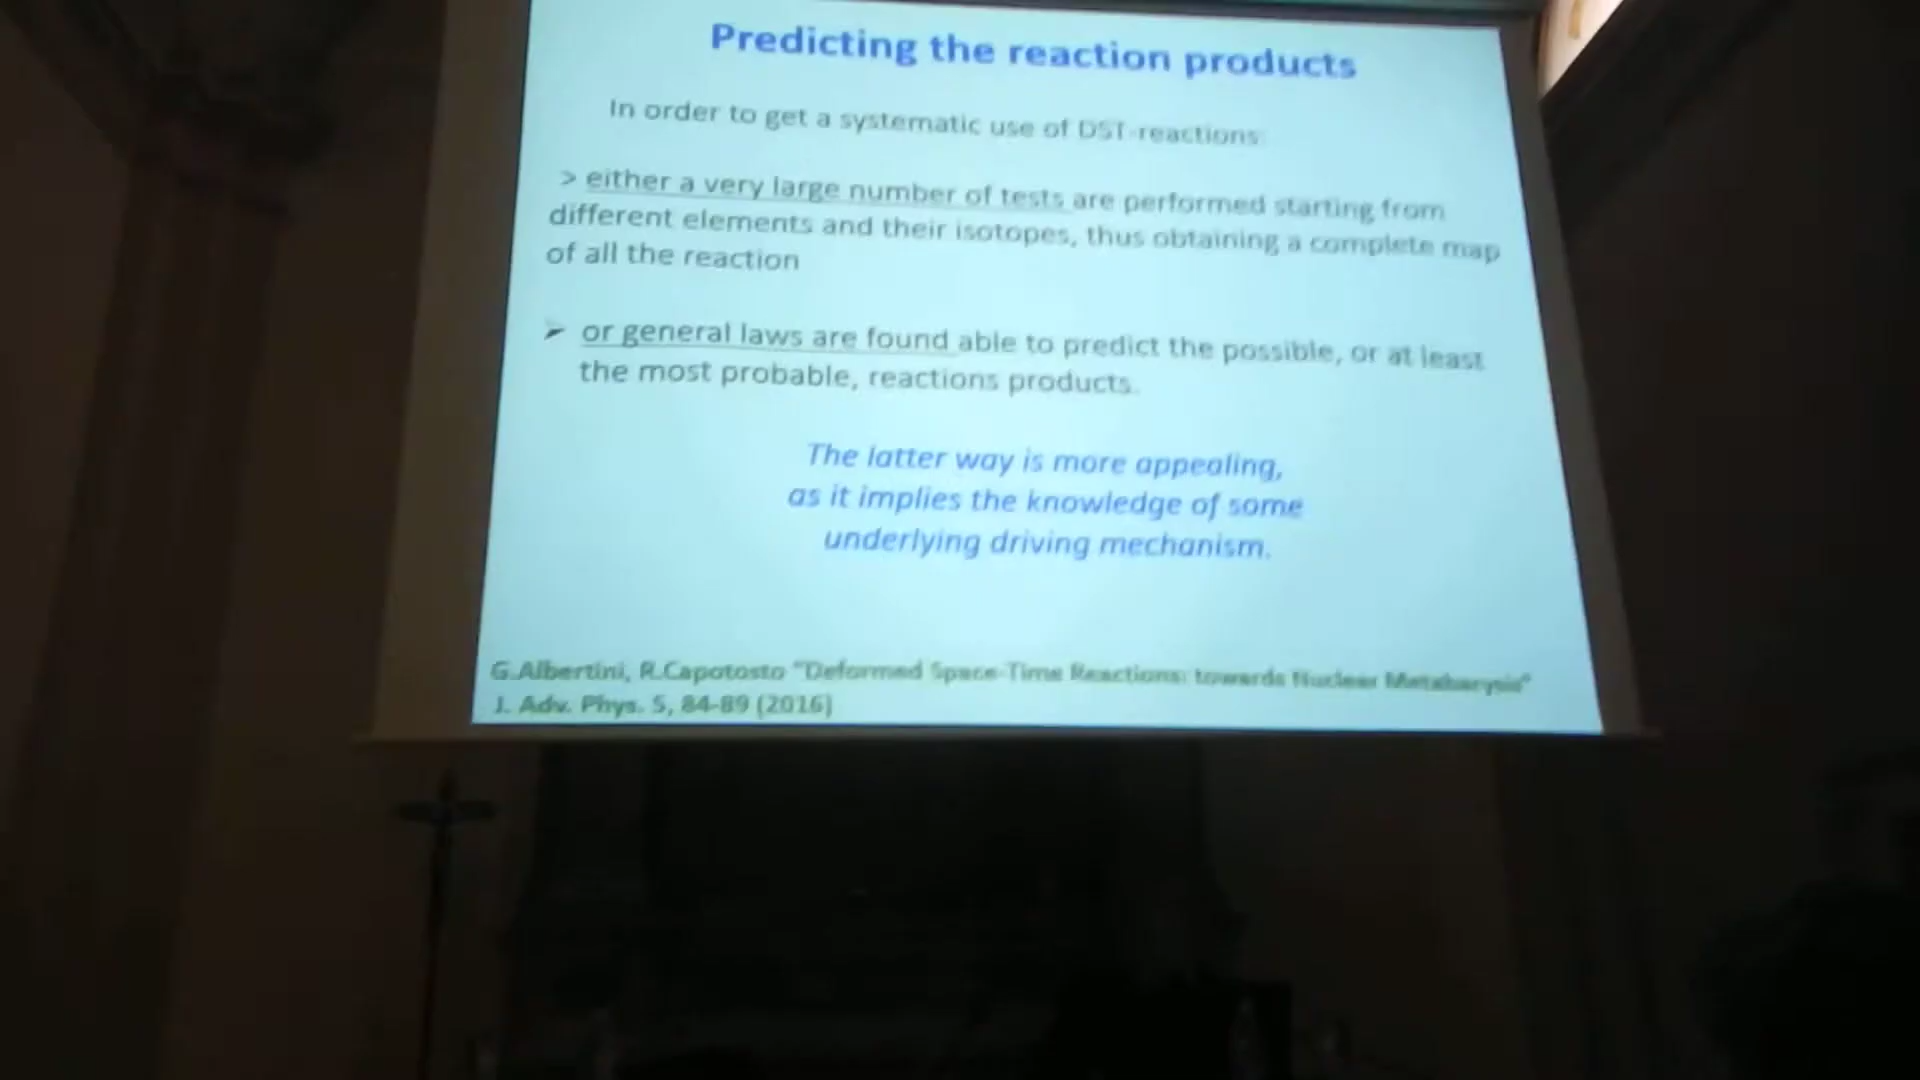 Predicting the reaction products
In order to get a systematic use of DST-reactions:
> either a very large number of tests are performed starting from
different elements and their isotopes, thus obtaining a complete map
of all the reaction
➤ or general laws are found able to predict the possible, or at least
the most probable, reactions products.
The latter way is more appealing,
as it implies the knowledge of some
underlying driving mechanism.
G.Albertini, R.Capotosto "Deformed Space-Time Reactions: towards Nuclear
J. Adv. Phys. 5, 84-89 (2016)